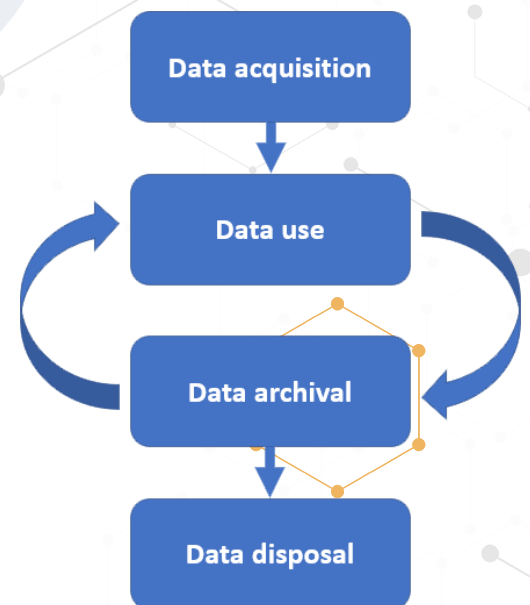 Data acquisition
Data use
Data archival
Data disposal